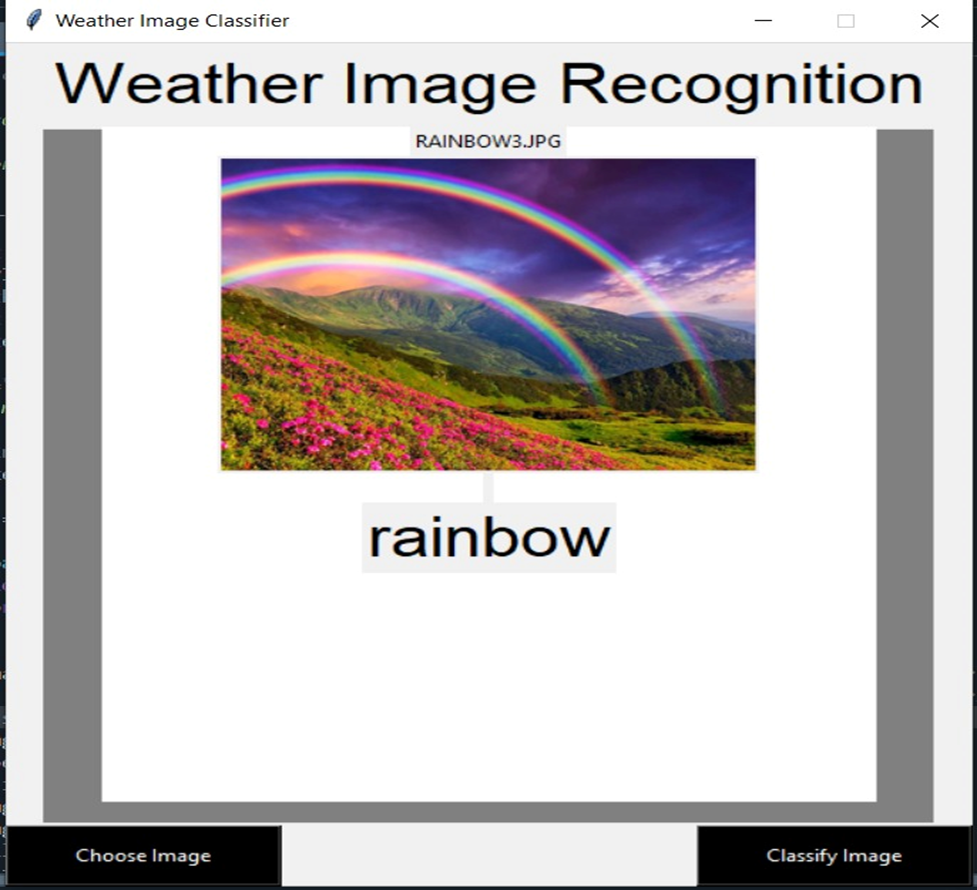 Weather Image Classifier
Weather Image Recognition
RAINBOW3.JPG
rainbow
Choose Image
Classify Image